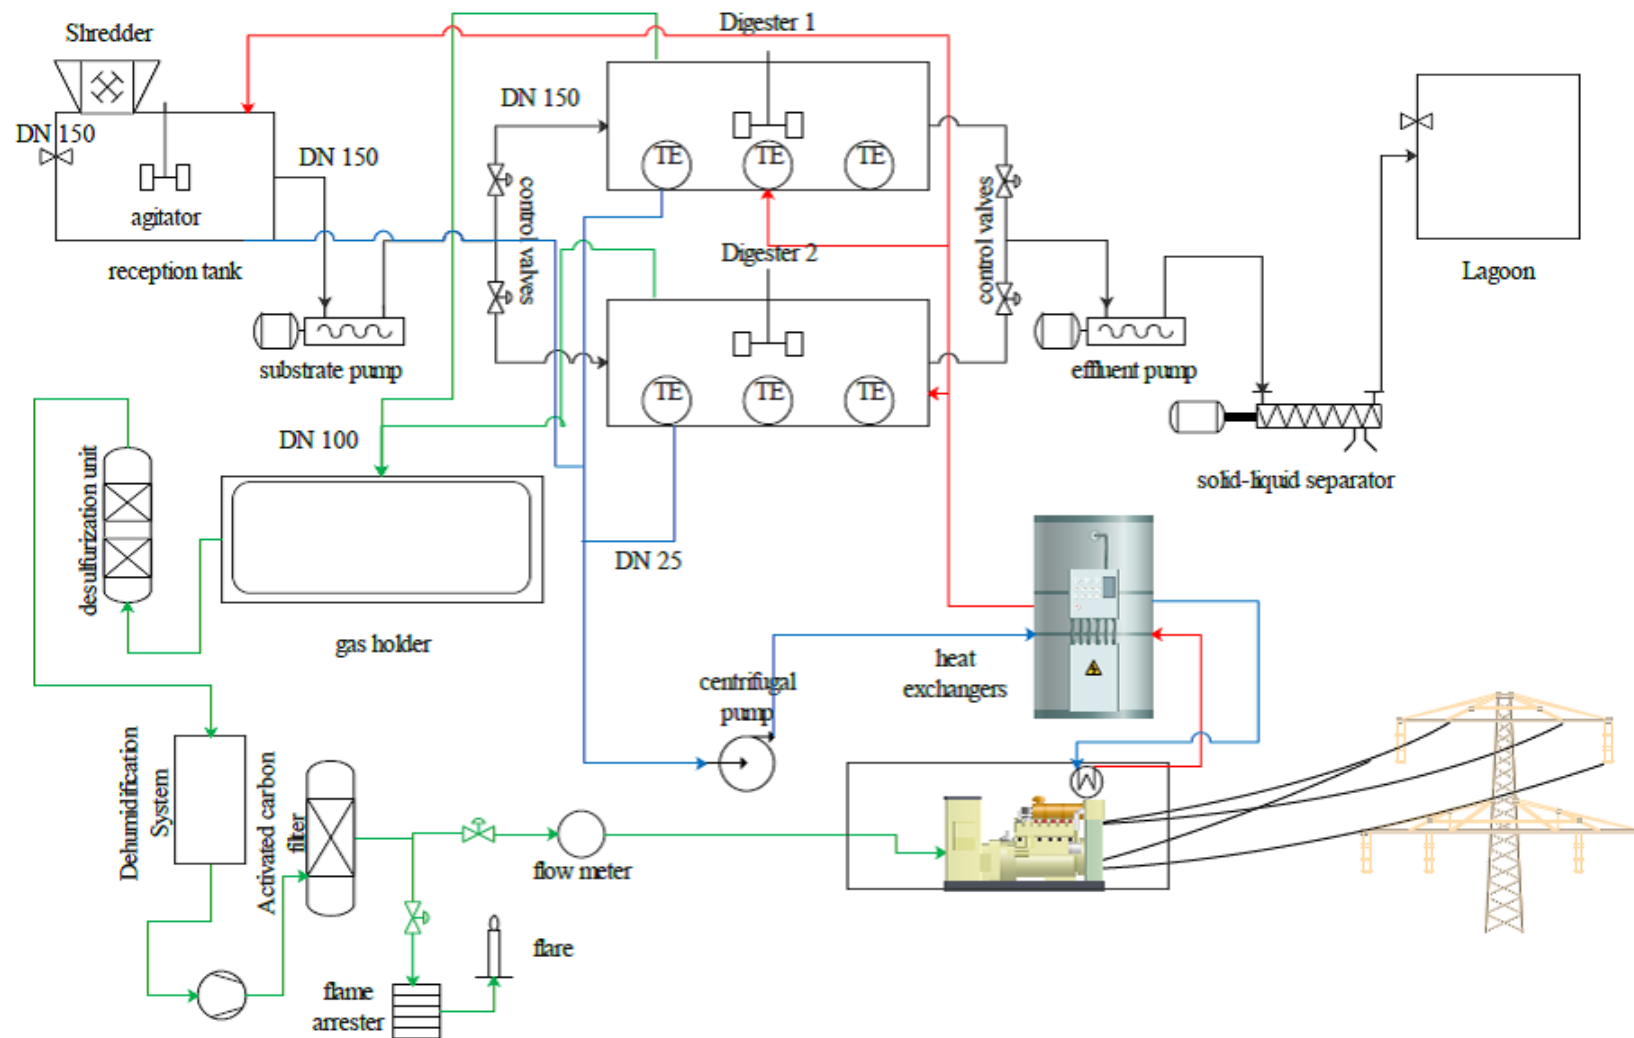 Digester 1
Shredder
DN 150
DN 150
DN 150
TE
TE
TE
control valves
control valves
agitator
reception tank
Digester 2
Lagoon
substrate pump
effluent pump
TE
TE
TE
DN 100
solid-liquid separator
desulfurization unit
DN 25
gas holder
heat
exchangers
centrifugal
pump
Dehumidification
System
Activated carbon
filter
flow meter
flare
flame
arrester